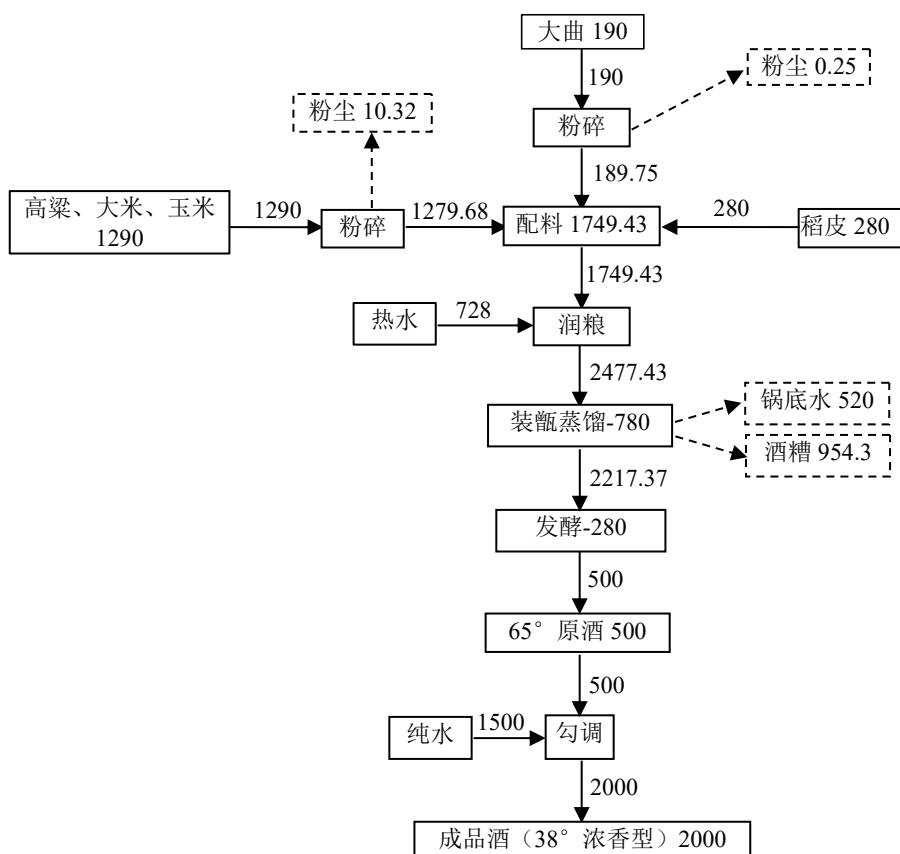 大曲 190
190
粉尘 0.25
粉尘 10.32
粉碎
189.75
高粱、大米、玉米
1290
1290
粉碎
1279.68
配料 1749.43
280
稻皮 280
1749.43
热水
728
润粮
2477.43
装甑蒸馏-780
锅底水 520
酒糟 954.3
2217.37
发酵-280
500
65°原酒 500
500
纯水
1500
勾调
2000
成品酒（38°浓香型）2000